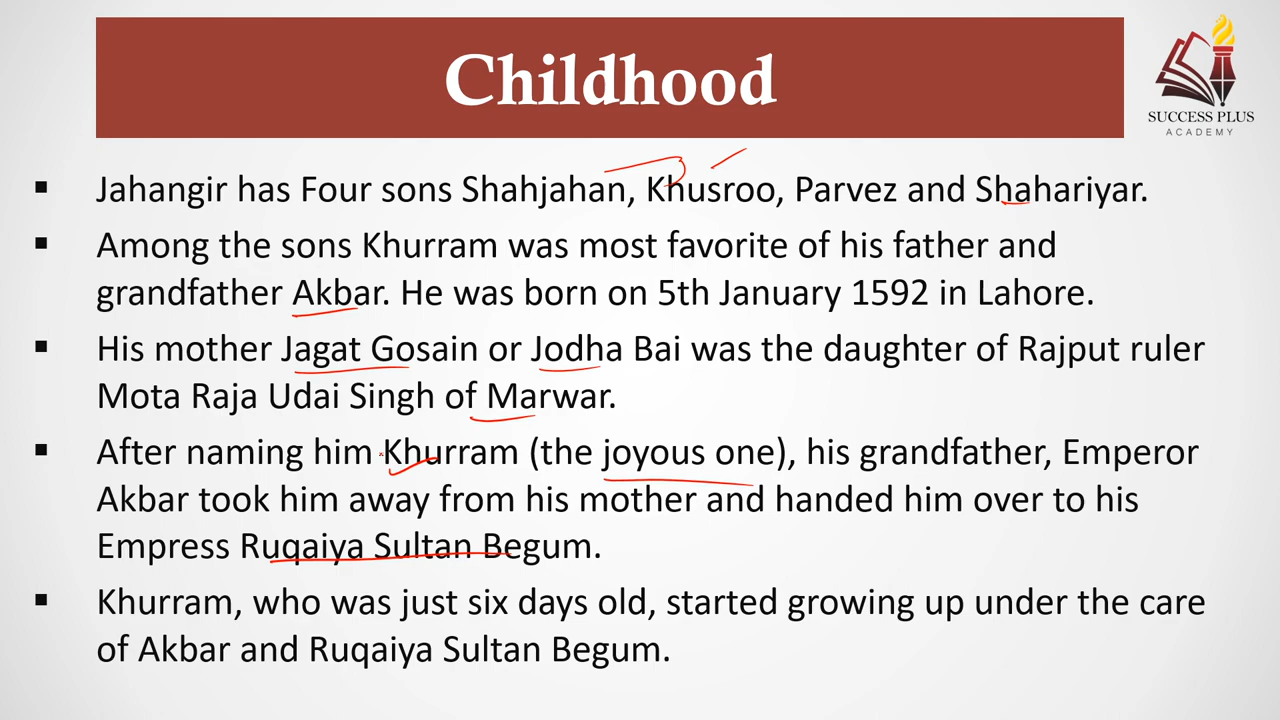 Childhood
SUCCESS PLUS
ACADEMY
▪ Jahangir has Four sons Shahjahan, Khusroo, Parvez and Shahariyar.
▪ Among the sons Khurram was most favorite of his father and
grandfather Akbar. He was born on 5th January 1592 in Lahore.
▪ His mother Jagat Gosain or Jodha Bai was the daughter of Rajput ruler
Mota Raja Udai Singh of Marwar.
▪ After naming him Khurram (the joyous one), his grandfather, Emperor
Akbar took him away from his mother and handed him over to his
Empress Ruqaiya Sultan Begum.
▪ Khurram, who was just six days old, started growing up under the care
of Akbar and Ruqaiya Sultan Begum.